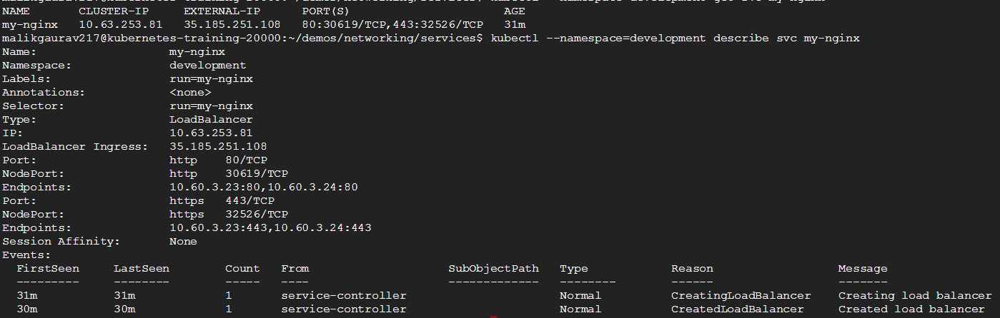 NAME       CLUSTER-IP     EXTERNAL-IP      PORT(S)                      AGE
my-nginx   10.63.253.81   35.185.251.108   80:30619/TCP,443:32526/TCP   31m
malikgaurav217@kubernetes-training-20000:~/demos/networking/services$ kubectl --namespace=development describe svc my-nginx
Name:                   my-nginx
Namespace:              development
Labels:                 run=my-nginx
Annotations:            <none>
Selector:               run=my-nginx
Type:                   LoadBalancer
IP:                     10.63.253.81
LoadBalancer Ingress:   35.185.251.108
Port:                   http    80/TCP
NodePort:               http    30619/TCP
Endpoints:              10.60.3.23:80,10.60.3.24:80
Port:                   https   443/TCP
NodePort:               https   32526/TCP
Endpoints:              10.60.3.23:443,10.60.3.24:443
Session Affinity:       None
Events:
  FirstSeen     LastSeen        Count   From                    SubObjectPath   Type            Reason                  Message
  ---------     --------        -----   ----                    -------------   --------        ------                  -------
  31m           31m             1       service-controller                      Normal          CreatingLoadBalancer    Creating load balancer
  30m           30m             1       service-controller                      Normal          CreatedLoadBalancer     Created load balancer